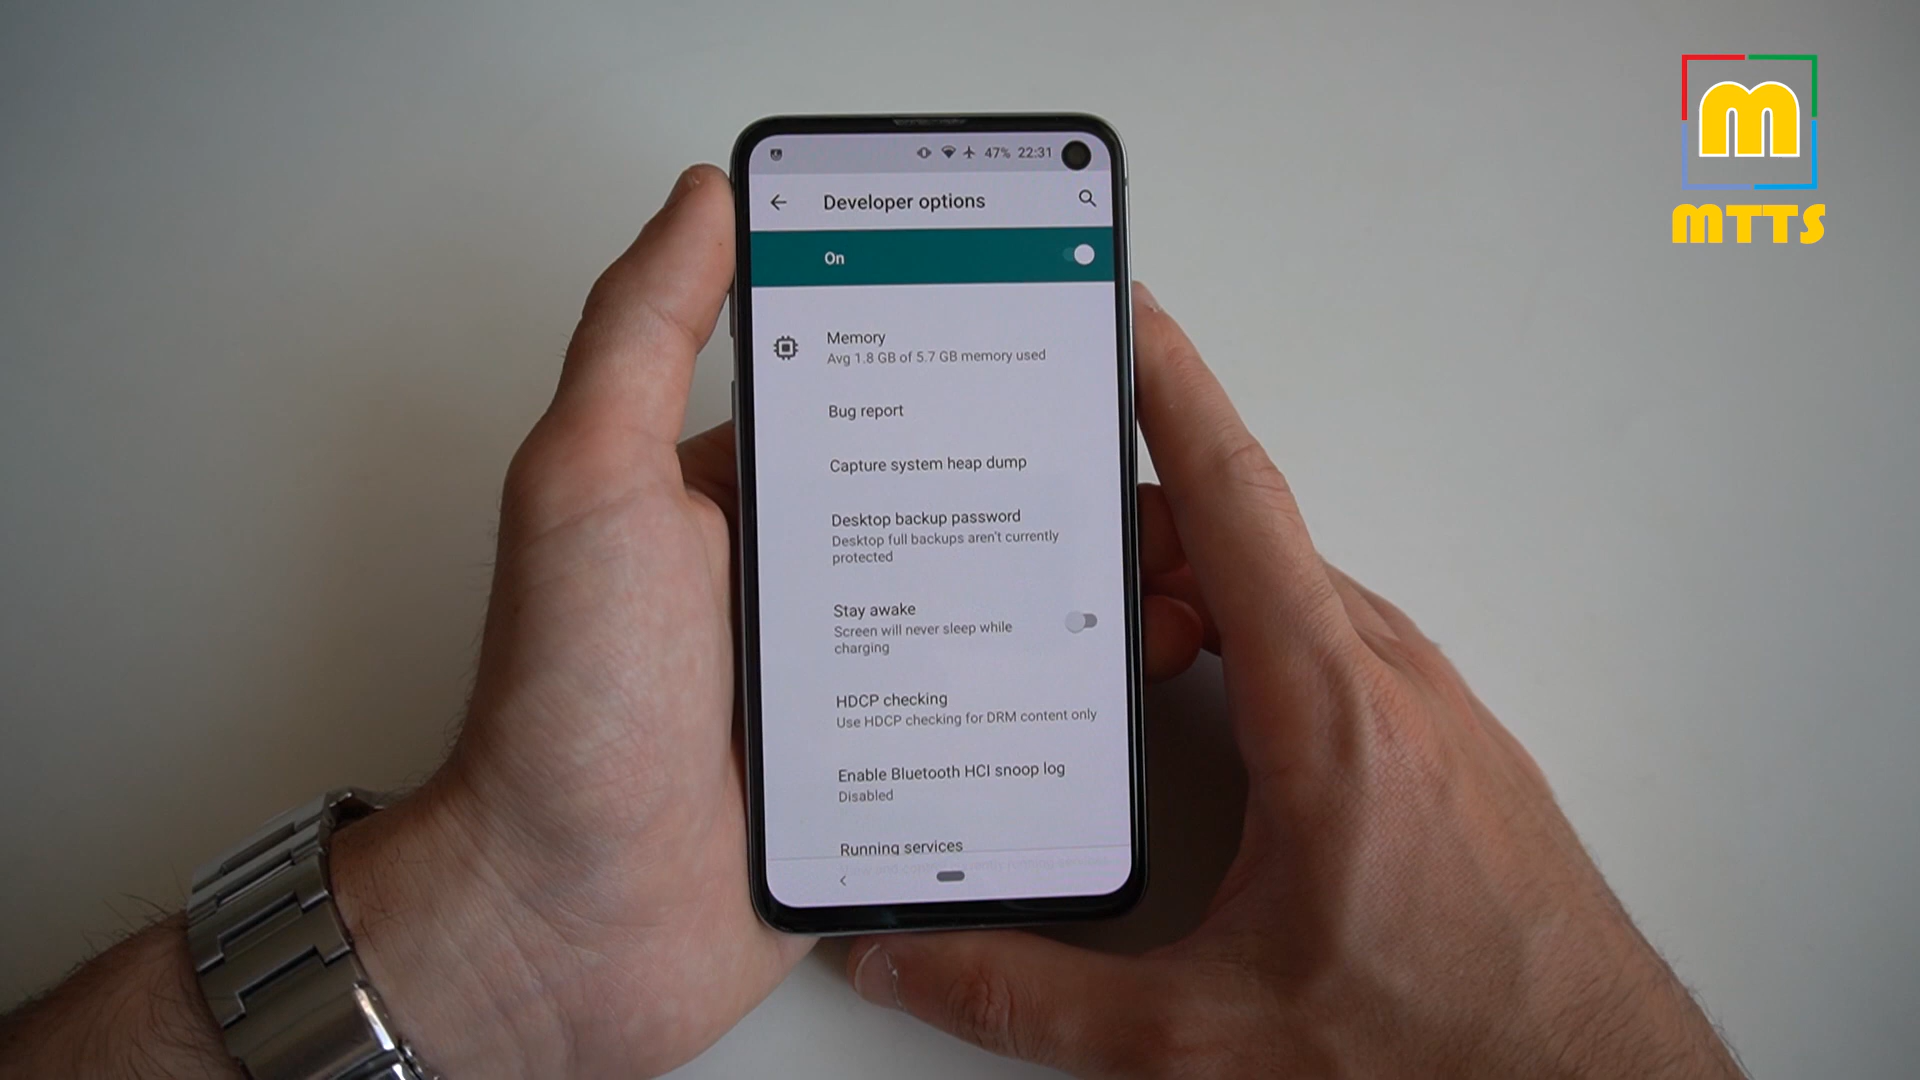 47% 22:31
Developer options
On
Memory
Avg 1.8 GB of 5.7 GB memory used
Bug report
Capture system heap dump
Desktop backup password
Desktop full backups aren't currently
protected
Stay awake
Screen will never sleep while
charging
HDCP checking
Use HDCP checking for DRM content only
Enable Bluetooth HCI snoop log
Disabled
Running services
m
MTTS